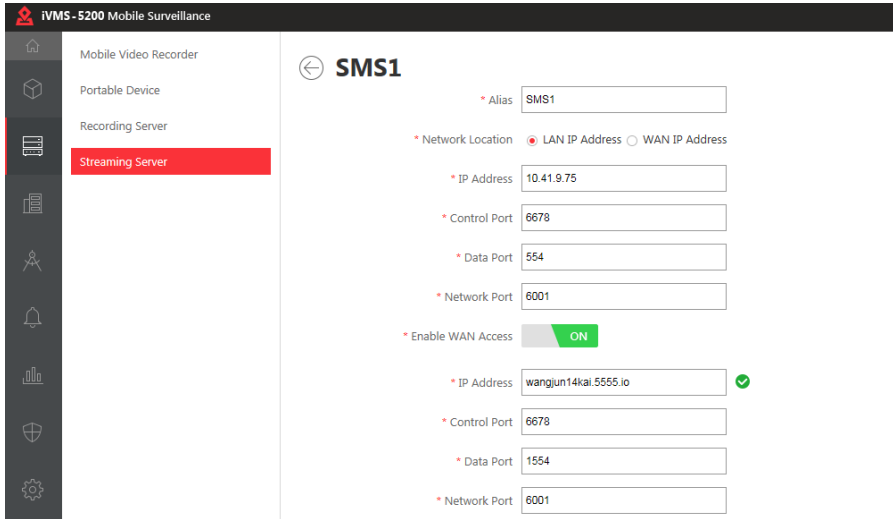 iVMS-5200 Mobile Surveillance
Mobile Video Recorder
Portable Device
Recording Server
Streaming Server
SMS1
* Alias SMS1
* Network Location LAN IP Address WAN IP Address
* IP Address 10.41.9.75
* Control Port 6678
* Data Port 554
* Network Port 6001
* Enable WAN Access ON
* IP Address wangjun14kai.5555.io
* Control Port 6678
* Data Port 1554
* Network Port 6001